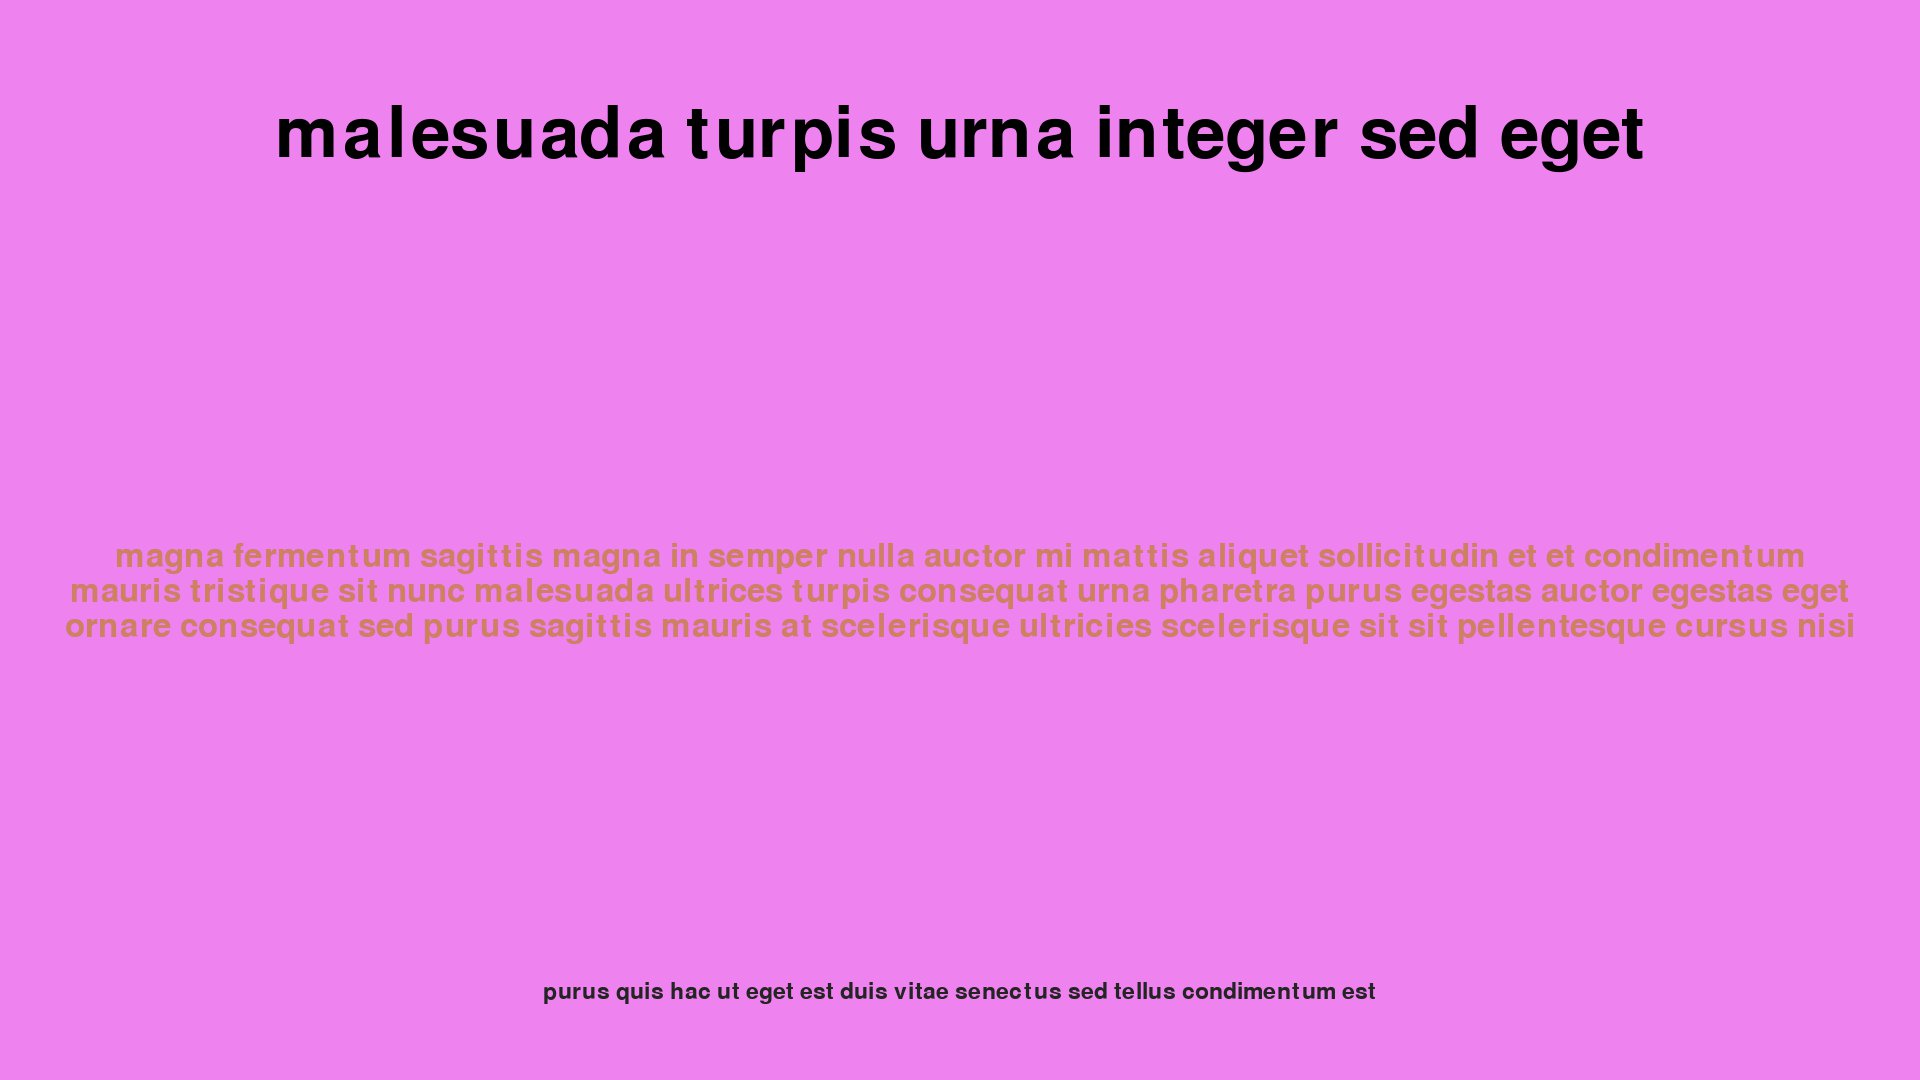 malesuada turpis urna integer sed eget
magna fermentum sagittis magna in semper nulla auctor mi mattis aliquet sollicitudin et et condimentum
mauris tristique sit nunc malesuada ultrices turpis consequat urna pharetra purus egestas auctor egestas eget
ornare consequat sed purus sagittis mauris at scelerisque ultricies scelerisque sit sit pellentesque cursus nisi
purus quis hac ut eget est duis vitae senectus sed tellus condimentum est